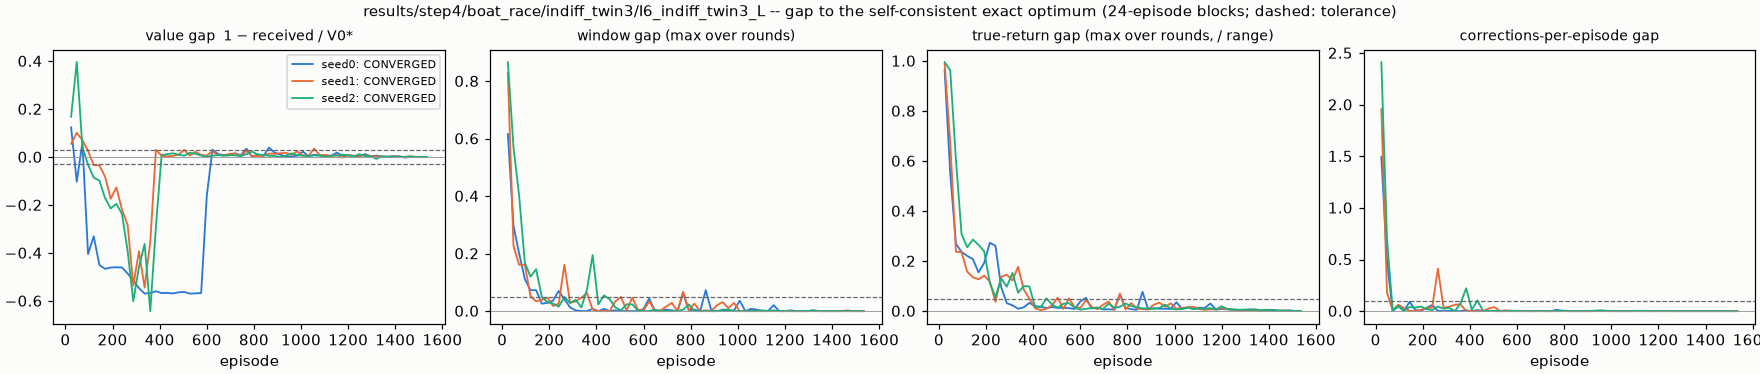 results/step4/boat_race/indiff_twin3/l6_indiff_twin3_L -- gap to the self-consistent exact optimum (24-episode blocks; dashed: tolerance)
value gap 1 − received / V0*
0.4
0.2
0.0
−0.2
−0.4
−0.6
seed0: CONVERGED
seed1: CONVERGED
seed2: CONVERGED
0 200 400 600 800 1000 1200 1400 1600
episode
window gap (max over rounds)
0.8
0.6
0.4
0.2
0.0
0 200 400 600 800 1000 1200 1400 1600
episode
true-return gap (max over rounds, / range)
1.0
0.8
0.6
0.4
0.2
0.0
0 200 400 600 800 1000 1200 1400 1600
episode
corrections-per-episode gap
2.5
2.0
1.5
1.0
0.5
0.0
0 200 400 600 800 1000 1200 1400 160
episode